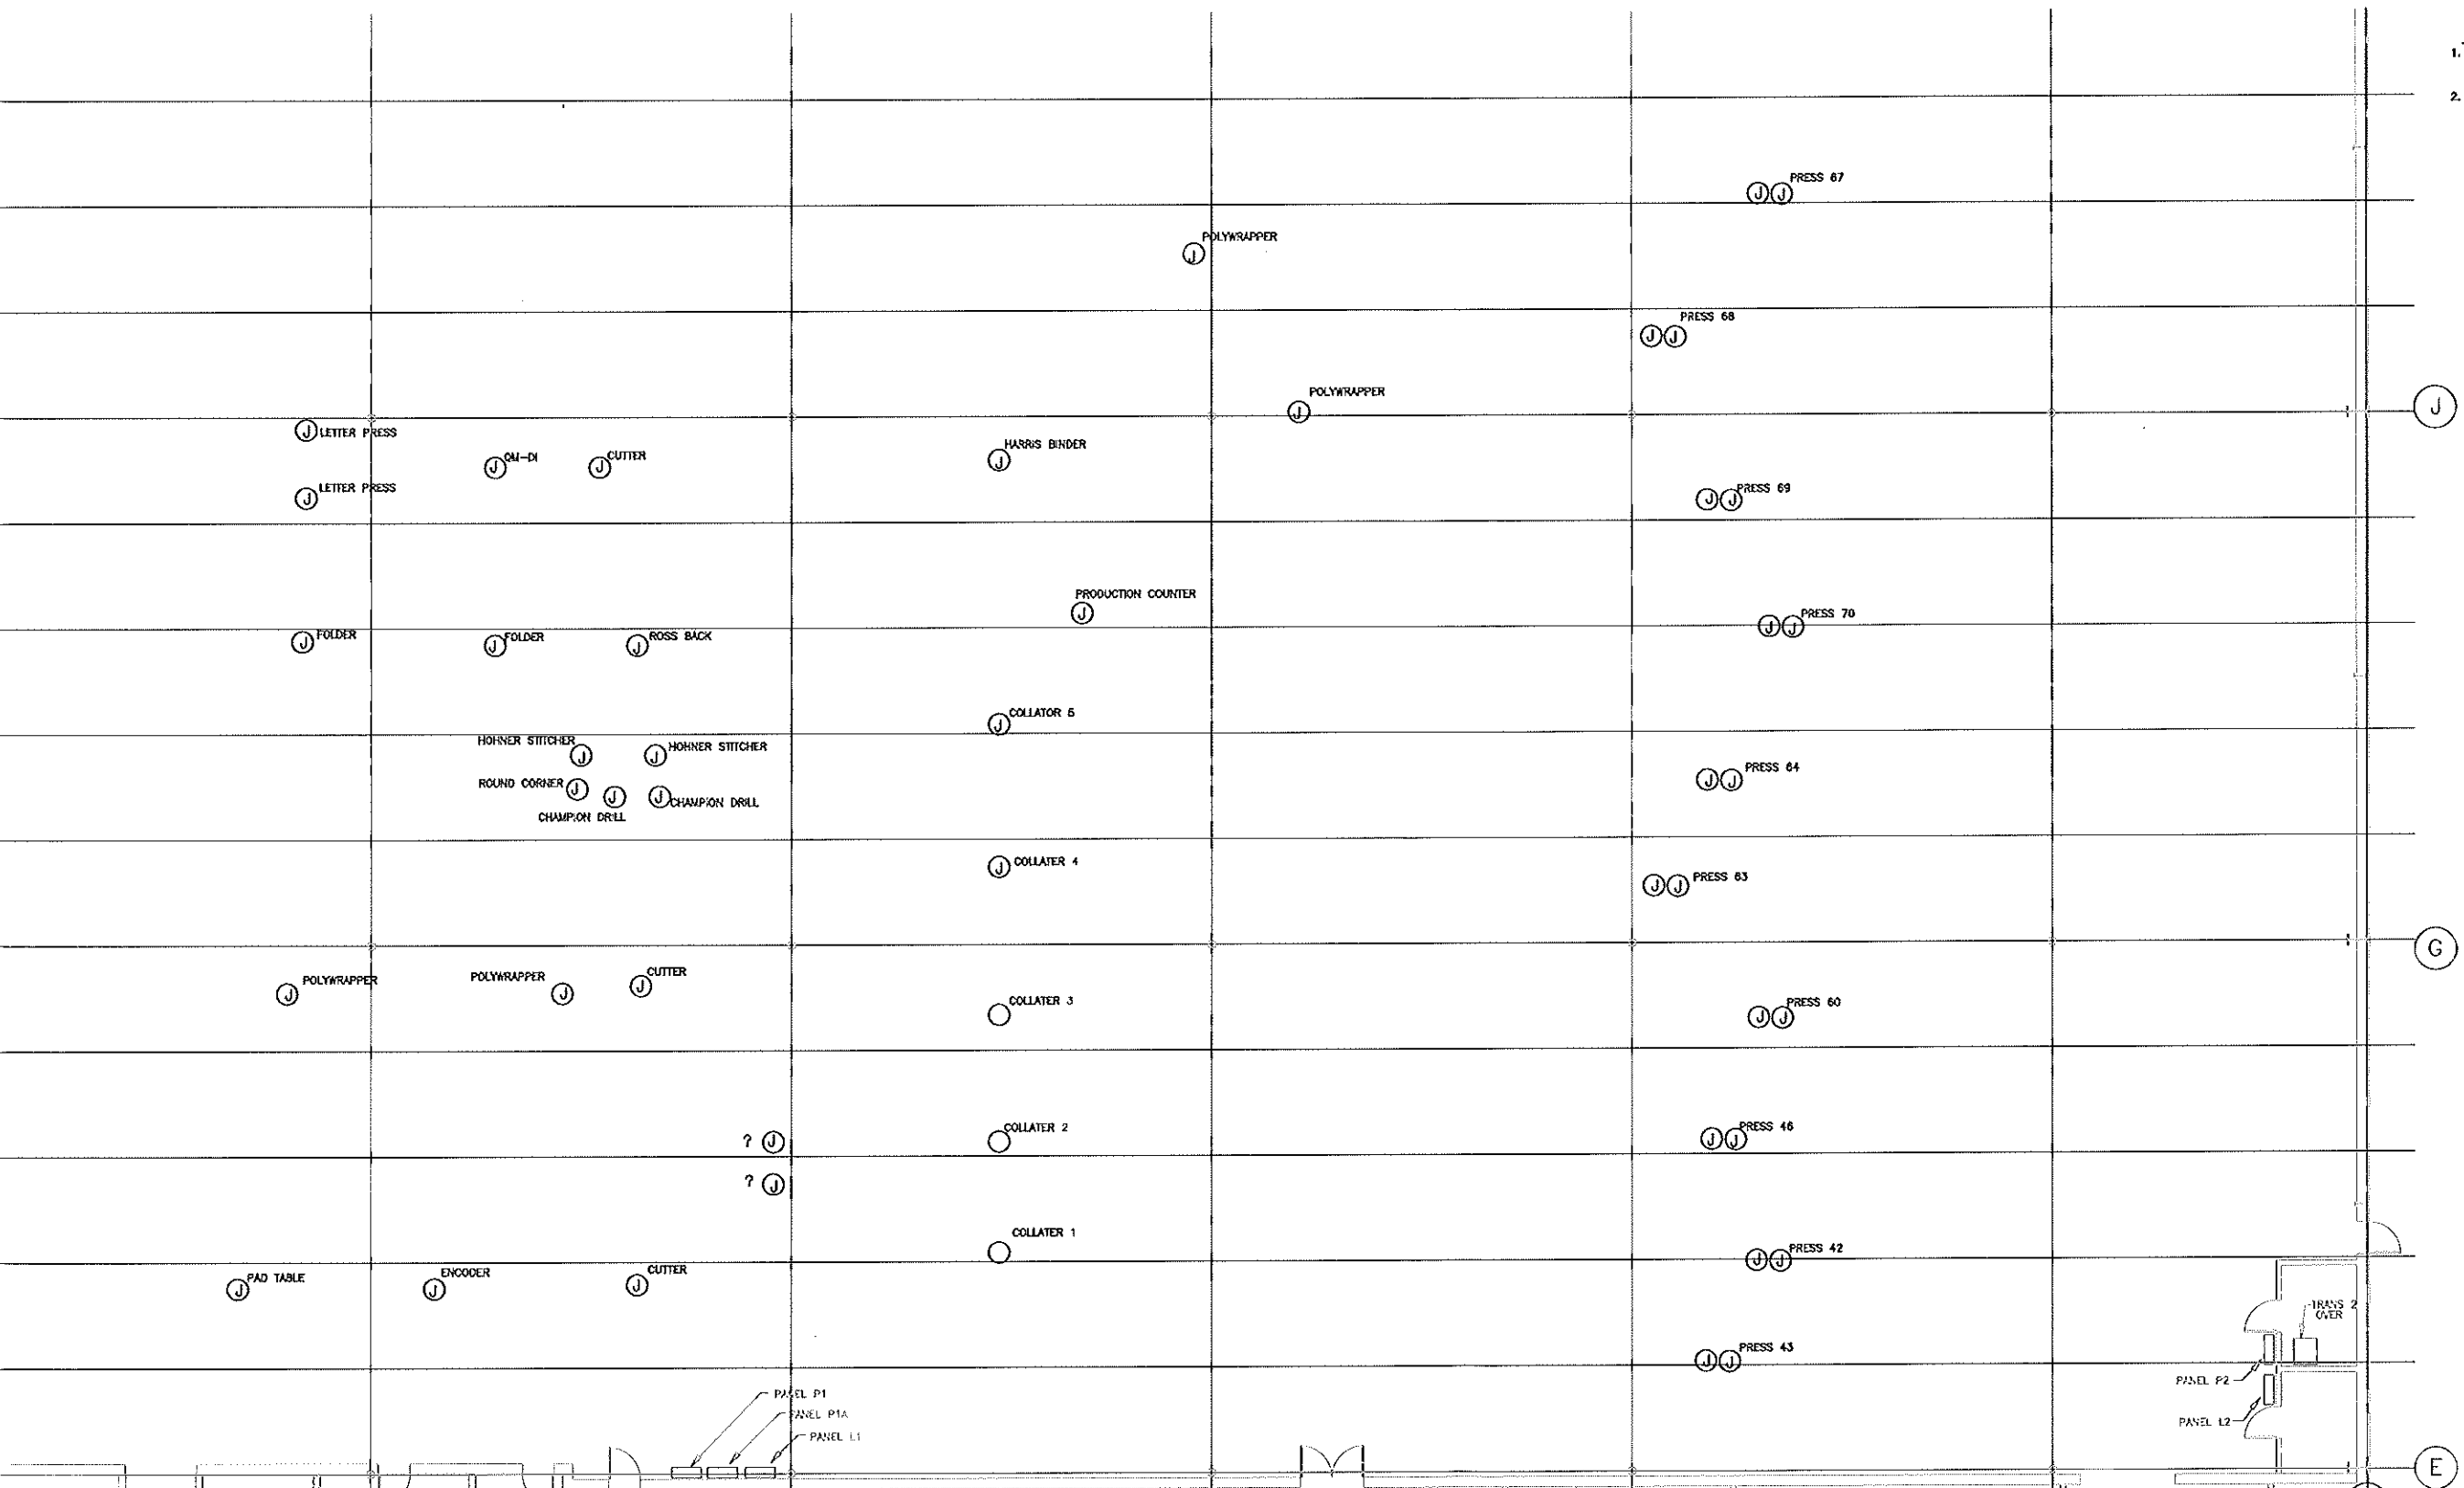 1.
2.
PRESS 67
J J
POLYWRAPPER
J
PRESS 68
J J
POLYWRAPPER
J
J
J LETTER PRESS
HARRIS BINDER
J
QM-DI
J
CUTTER
J
LETTER PRESS
J
PRESS 69
J J
PRODUCTION COUNTER
J
PRESS 70
J J
FOLDER
J
FOLDER
J
ROSS BACK
J
COLLATOR 5
J
HOHNER STITCHER
J
J HOHNER STITCHER
PRESS 64
J J
ROUND CORNER J
J
CHAMPION DRILL
J CHAMPION DRILL
COLLATER 4
J
PRESS 63
J J
G
POLYWRAPPER
J
POLYWRAPPER
J
CUTTER
J
COLLATER 3
PRESS 60
J J
? J
COLLATER 2
PRESS 46
J J
? J
COLLATER 1
PRESS 42
J J
PAD TABLE
J
ENCODER
J
CUTTER
J
TRANS 2
OVER
PRESS 43
J J
PANEL P2
PANEL P1
PANEL P1A
PANEL L2
PANEL L1
E